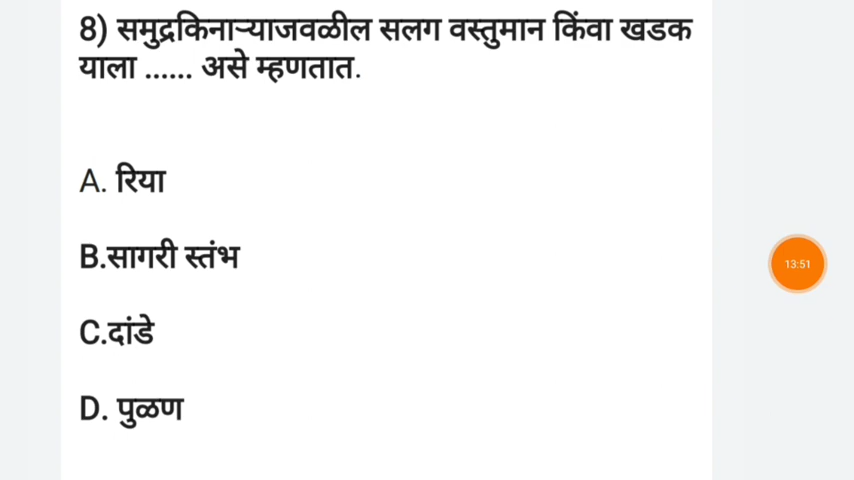 8) समुद्रकिनाऱ्याजवळील सलग वस्तुमान किंवा खडक
याला ...... असे म्हणतात.
A. रिया
B.सागरी स्तंभ
13:51
C.दांडे
D. पुळण